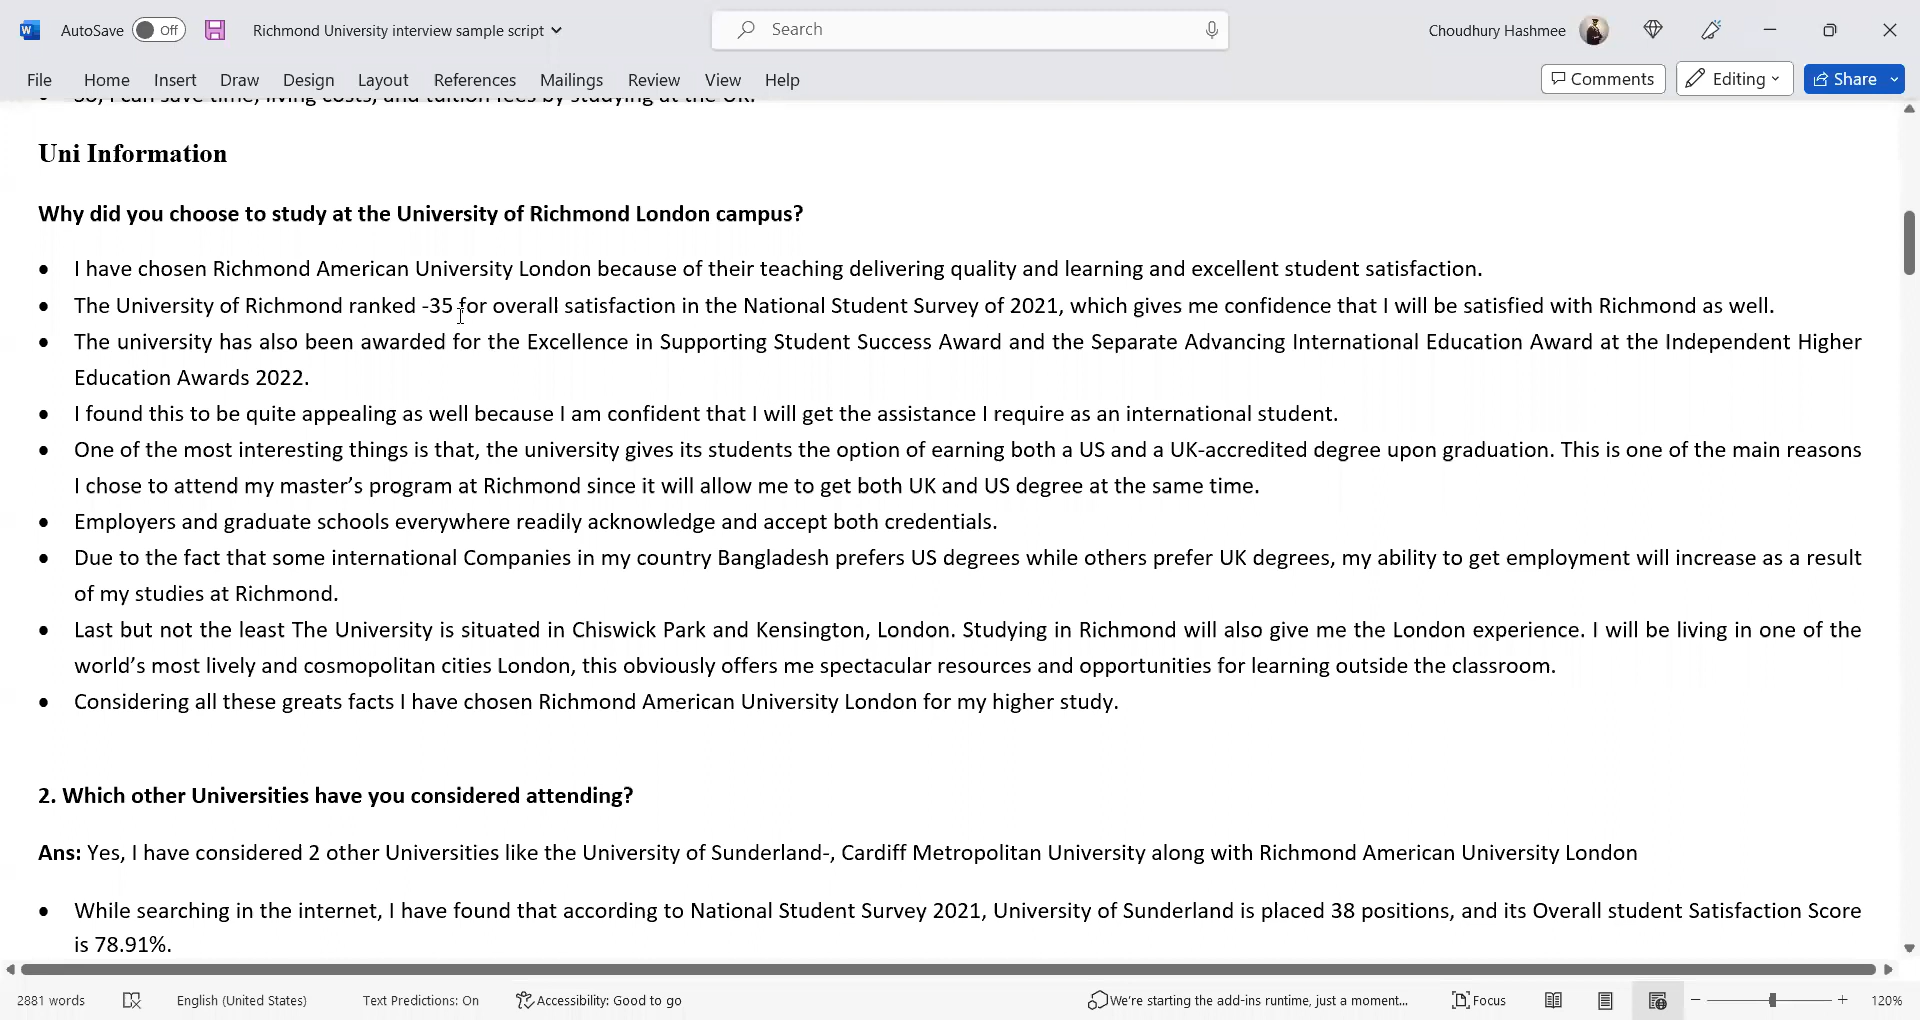 AutoSave Off Richmond University interview sample script Search Choudhury Hashmee
File Home Insert Draw Design Layout References Mailings Review View Help Comments Editing Share
So, I can save time, living costs, and tuition fees by studying at the UK.
Uni Information
Why did you choose to study at the University of Richmond London campus?
• I have chosen Richmond American University London because of their teaching delivering quality and learning and excellent student satisfaction.
• The University of Richmond ranked -35 for overall satisfaction in the National Student Survey of 2021, which gives me confidence that I will be satisfied with Richmond as well.
• The university has also been awarded for the Excellence in Supporting Student Success Award and the Separate Advancing International Education Award at the Independent Higher
Education Awards 2022.
• I found this to be quite appealing as well because I am confident that I will get the assistance I require as an international student.
• One of the most interesting things is that, the university gives its students the option of earning both a US and a UK-accredited degree upon graduation. This is one of the main reasons
I chose to attend my master’s program at Richmond since it will allow me to get both UK and US degree at the same time.
• Employers and graduate schools everywhere readily acknowledge and accept both credentials.
• Due to the fact that some international Companies in my country Bangladesh prefers US degrees while others prefer UK degrees, my ability to get employment will increase as a result
of my studies at Richmond.
• Last but not the least The University is situated in Chiswick Park and Kensington, London. Studying in Richmond will also give me the London experience. I will be living in one of the
world’s most lively and cosmopolitan cities London, this obviously offers me spectacular resources and opportunities for learning outside the classroom.
• Considering all these greats facts I have chosen Richmond American University London for my higher study.
2. Which other Universities have you considered attending?
Ans: Yes, I have considered 2 other Universities like the University of Sunderland-, Cardiff Metropolitan University along with Richmond American University London
• While searching in the internet, I have found that according to National Student Survey 2021, University of Sunderland is placed 38 positions, and its Overall student Satisfaction Score
is 78.91%.
2881 words English (United States) Text Predictions: On Accessibility: Good to go We're starting the add-ins runtime, just a moment... Focus 120%